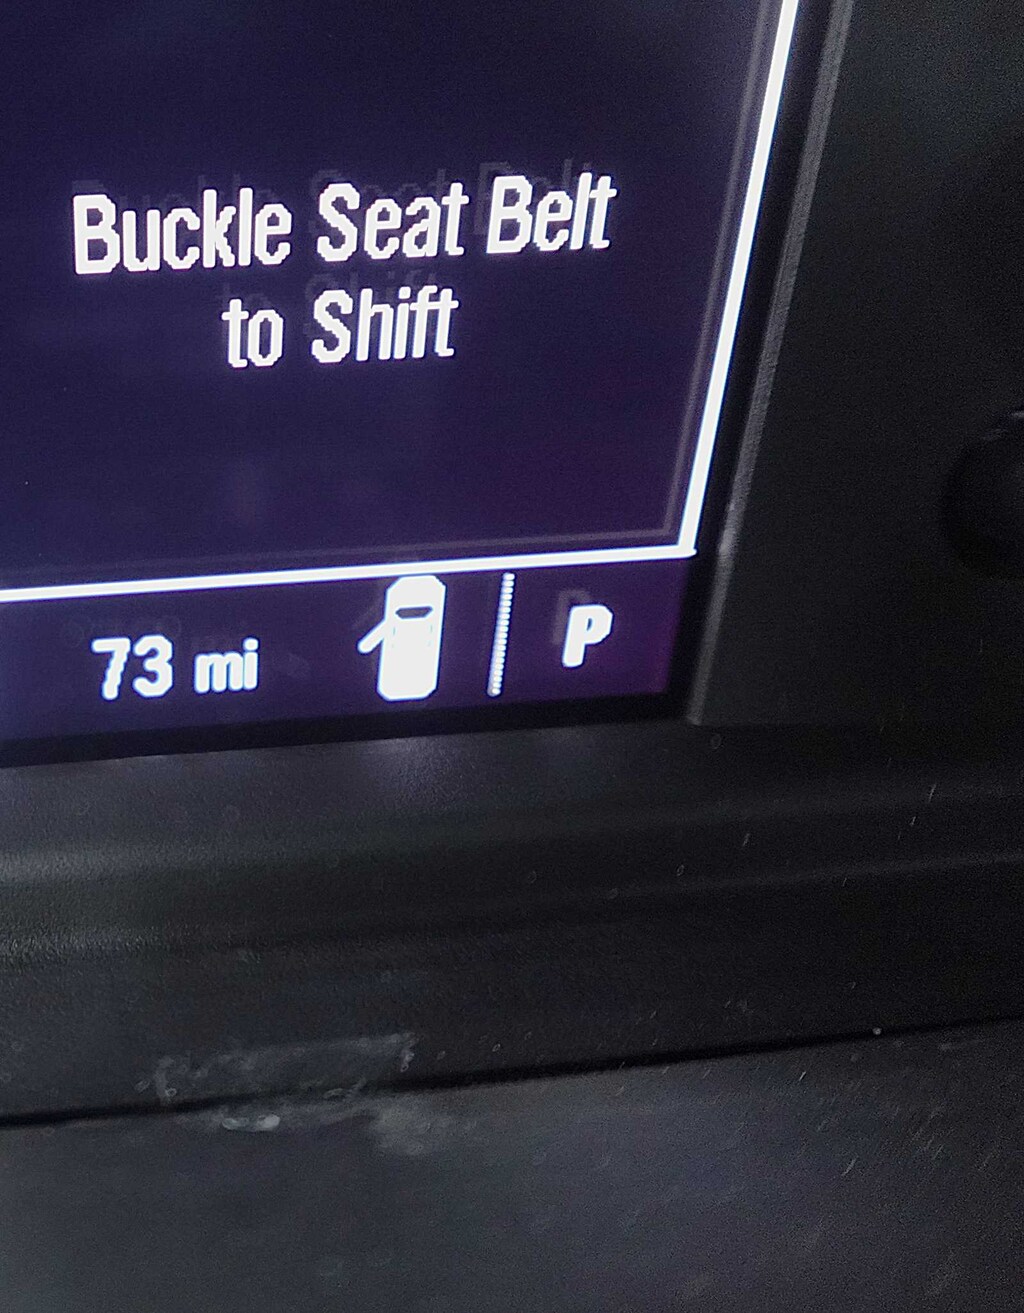 Buckle Seat Belt
to Shift
73 mi
P